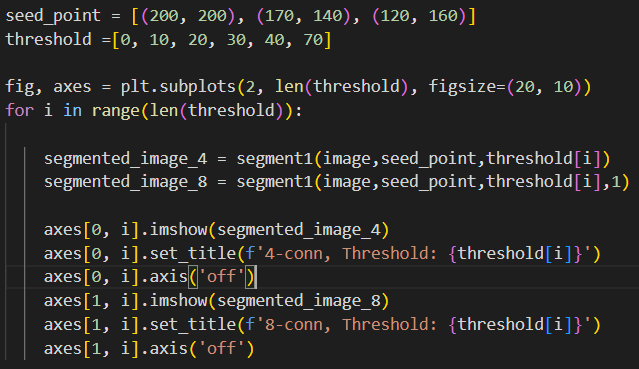 seed_point = [(200, 200), (170, 140), (120, 160)]
threshold =[0, 10, 20, 30, 40, 70]
fig, axes = plt.subplots(2, len(threshold), figsize=(20, 10))
for i in range(len(threshold)):
segmented_image_4 = segment1(image,seed_point,threshold[i])
segmented_image_8 = segment1(image,seed_point,threshold[i],1)
axes[0, i].imshow(segmented_image_4)
axes[0, i].set_title(f'4-conn, Threshold: {threshold[i]}')
axes[0, i].axis('off')
axes[1, i].imshow(segmented_image_8)
axes[1, i].set_title(f'8-conn, Threshold: {threshold[i]}')
axes[1, i].axis('off')